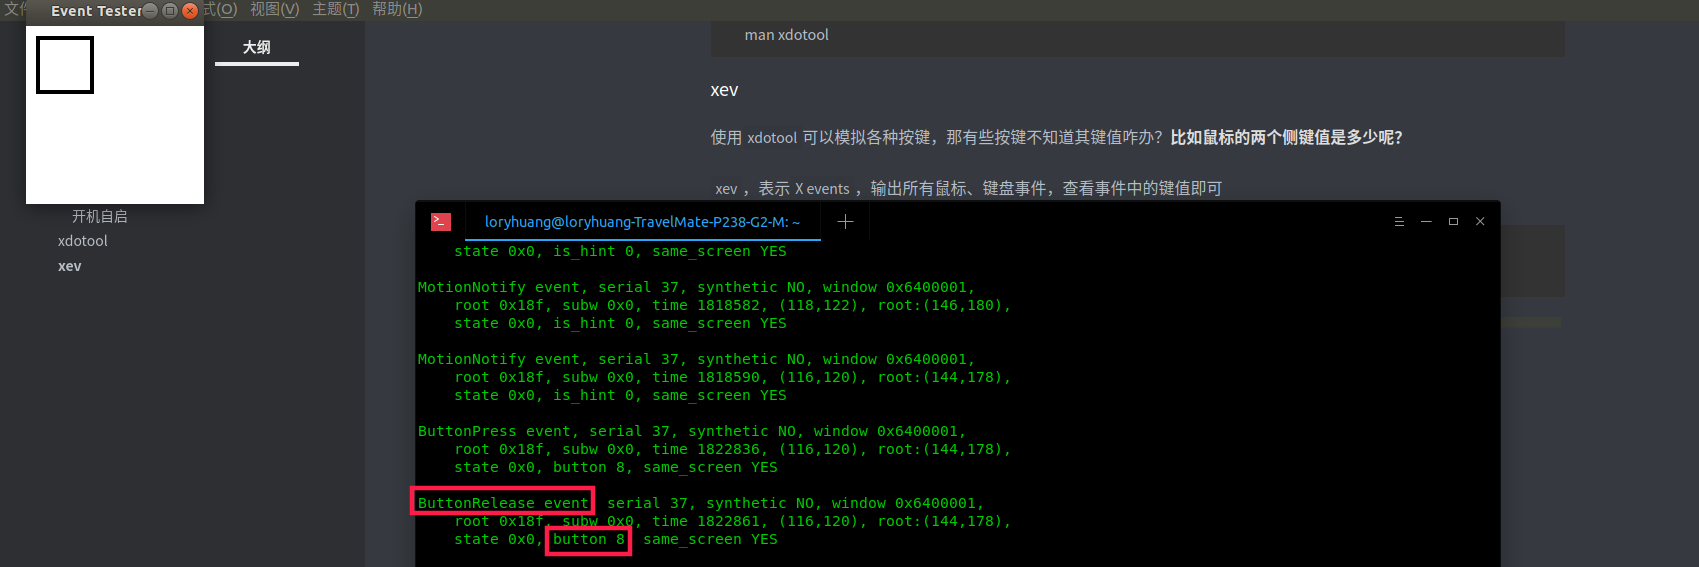 文件
Event Tester
式(O) 视图(V) 主题(T) 帮助(H)
大纲
开机自启
xdotool
xev
man xdotool
xev
使用 xdotool 可以模拟各种按键，那有些按键不知道其键值咋办？比如鼠标的两个侧键值是多少呢？
xev ，表示 X events ，输出所有鼠标、键盘事件，查看事件中的键值即可
>_ loryhuang@loryhuang-TravelMate-P238-G2-M: ~ +
state 0x0, is_hint 0, same_screen YES
MotionNotify event, serial 37, synthetic NO, window 0x6400001,
root 0x18f, subw 0x0, time 1818582, (118,122), root:(146,180),
state 0x0, is_hint 0, same_screen YES
MotionNotify event, serial 37, synthetic NO, window 0x6400001,
root 0x18f, subw 0x0, time 1818590, (116,120), root:(144,178),
state 0x0, is_hint 0, same_screen YES
ButtonPress event, serial 37, synthetic NO, window 0x6400001,
root 0x18f, subw 0x0, time 1822836, (116,120), root:(144,178),
state 0x0, button 8, same_screen YES
ButtonRelease event, serial 37, synthetic NO, window 0x6400001,
root 0x18f, subw 0x0, time 1822861, (116,120), root:(144,178),
state 0x0, button 8, same_screen YES